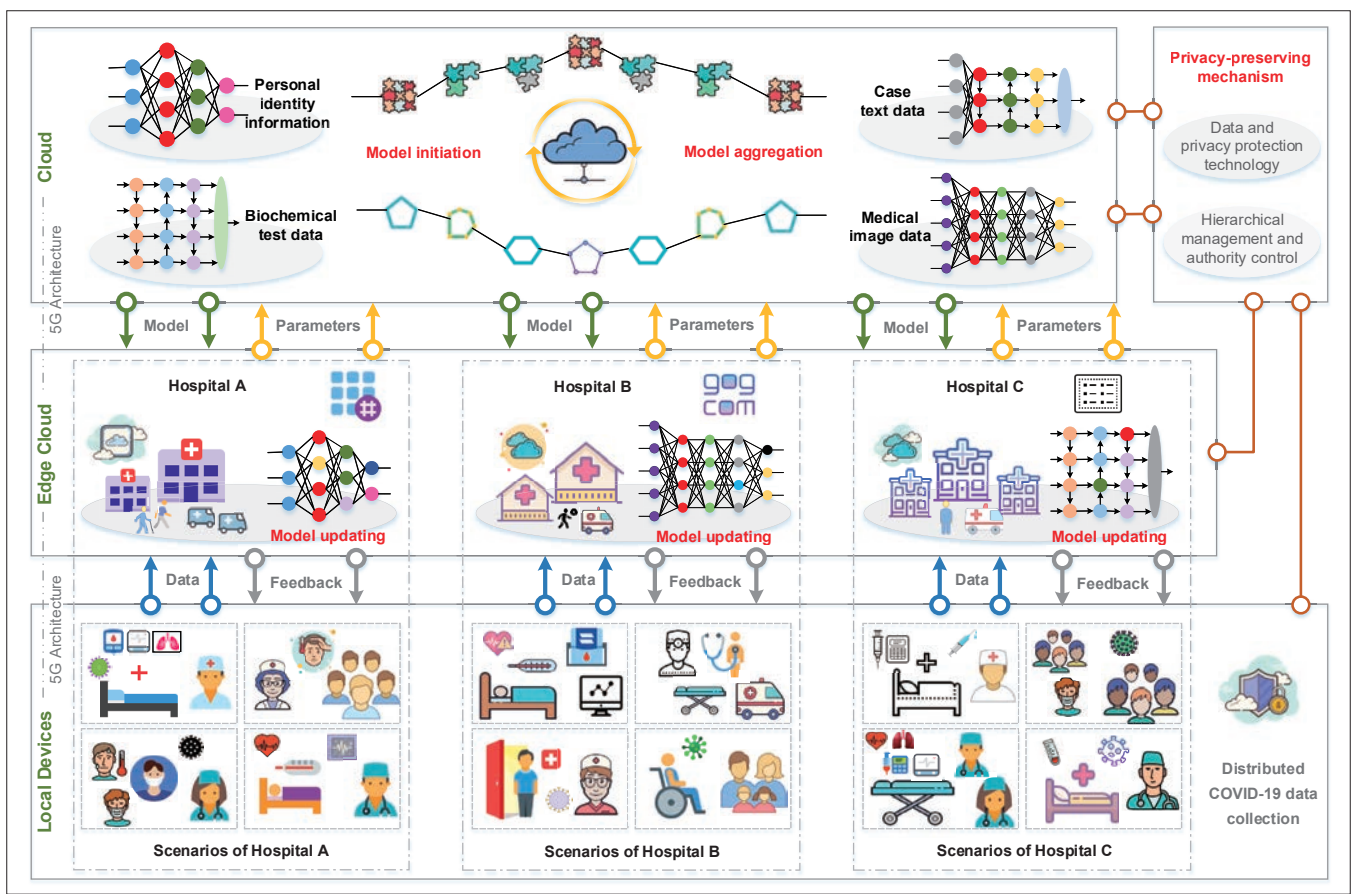 Cloud
5G Architecture
Personal
identity
information
Biochemical
test data
Model initiation
Model aggregation
Case
text data
Medical
image data
Privacy-preserving
mechanism
Data and
privacy protection
technology
Hierarchical
management and
authority control
Model
Parameters
Model
Parameters
Model
Parameters
Edge Cloud
Hospital A
#
Model updating
Hospital B
gog
com
Model updating
Hospital C
Model updating
5G Architecture
Data
Feedback
Data
Feedback
Data
Feedback
Local Devices
Scenarios of Hospital A
Scenarios of Hospital B
Scenarios of Hospital C
Distributed
COVID-19 data
collection